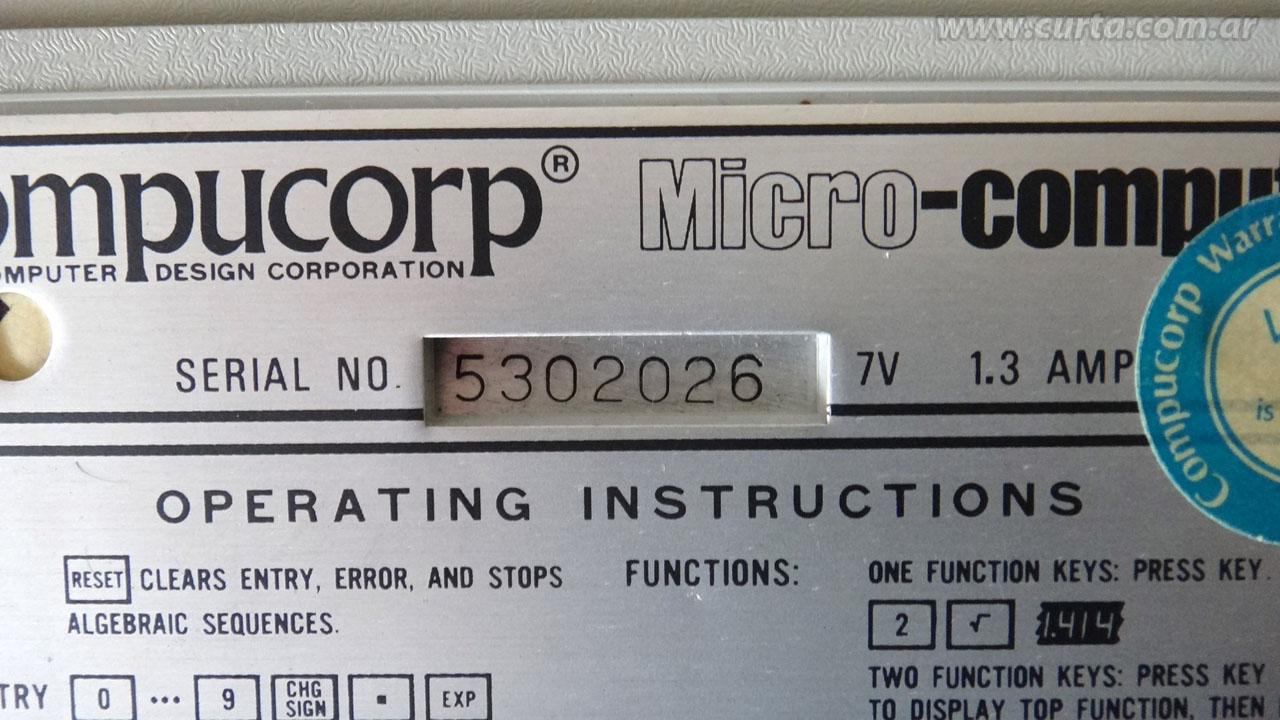 www.curta.com.ar
ompucorp® Micro-comput
OMPUTER DESIGN CORPORATION
Compucorp Warr
is
SERIAL NO. 5302026 7V 1.3 AMP
OPERATING INSTRUCTIONS
RESET CLEARS ENTRY, ERROR, AND STOPS
ALGEBRAIC SEQUENCES.
TRY 0 ... 9 CHG SIGN . EXP
FUNCTIONS:
ONE FUNCTION KEYS: PRESS KEY.
2 √ 1.414
TWO FUNCTION KEYS: PRESS KEY
TO DISPLAY TOP FUNCTION, THEN